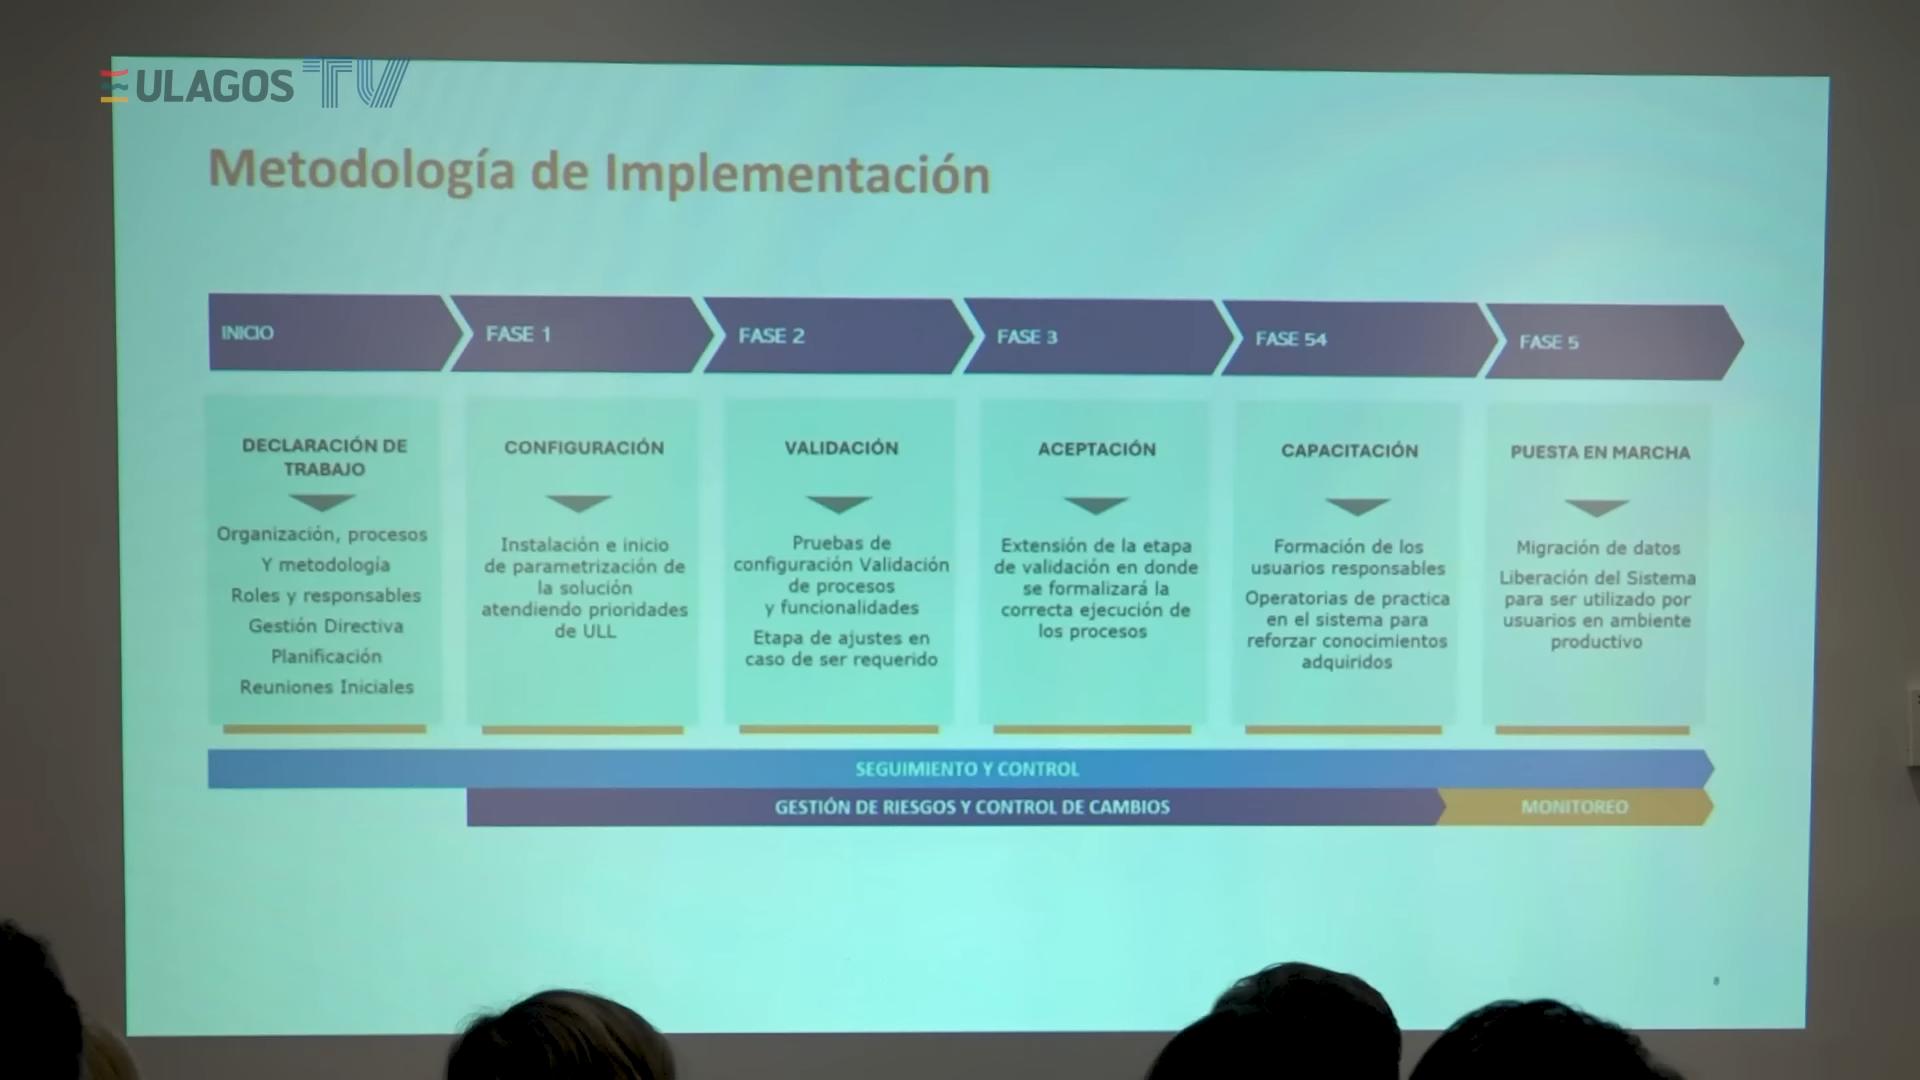 ULAGOS TV
Metodología de Implementación
INICIO
FASE 1
FASE 2
FASE 3
FASE 54
FASE 5
DECLARACIÓN DE
TRABAJO
Organización, procesos
Y metodología
Roles y responsables
Gestión Directiva
Planificación
Reuniones Iniciales
CONFIGURACIÓN
Instalación e inicio
de parametrización de
la solución
atendiendo prioridades
de ULL
VALIDACIÓN
Pruebas de
configuración Validación
de procesos
y funcionalidades
Etapa de ajustes en
caso de ser requerido
ACEPTACIÓN
Extensión de la etapa
de validación en donde
se formalizará la
correcta ejecución de
los procesos
CAPACITACIÓN
Formación de los
usuarios responsables
Operatorias de practica
en el sistema para
reforzar conocimientos
adquiridos
PUESTA EN MARCHA
Migración de datos
Liberación del Sistema
para ser utilizado por
usuarios en ambiente
productivo
SEGUIMIENTO Y CONTROL
GESTIÓN DE RIESGOS Y CONTROL DE CAMBIOS
MONITOREO
8